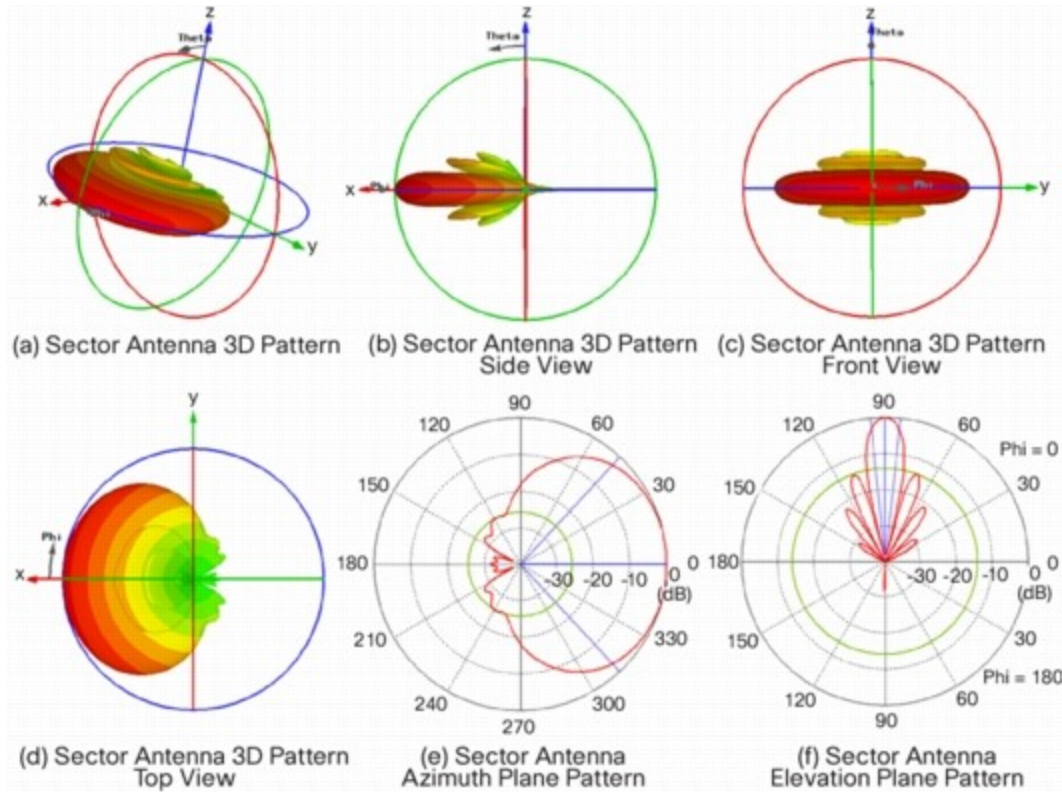 z
Theta
x
Phi
y
(a) Sector Antenna 3D Pattern
z
Theta
x
Phi
(b) Sector Antenna 3D Pattern
Side View
z
Theta
Phi
y
(c) Sector Antenna 3D Pattern
Front View
y
Phi
x
(d) Sector Antenna 3D Pattern
Top View
90
120 60
150 30
180 -30 -20 -10 0 0
(dB)
210 330
240 300
270
(e) Sector Antenna
Azimuth Plane Pattern
90
120 60
Phi = 0
150 30
180 -30 -20 -10 0 0
(dB)
150 30
Phi = 180
120 60
90
(f) Sector Antenna
Elevation Plane Pattern